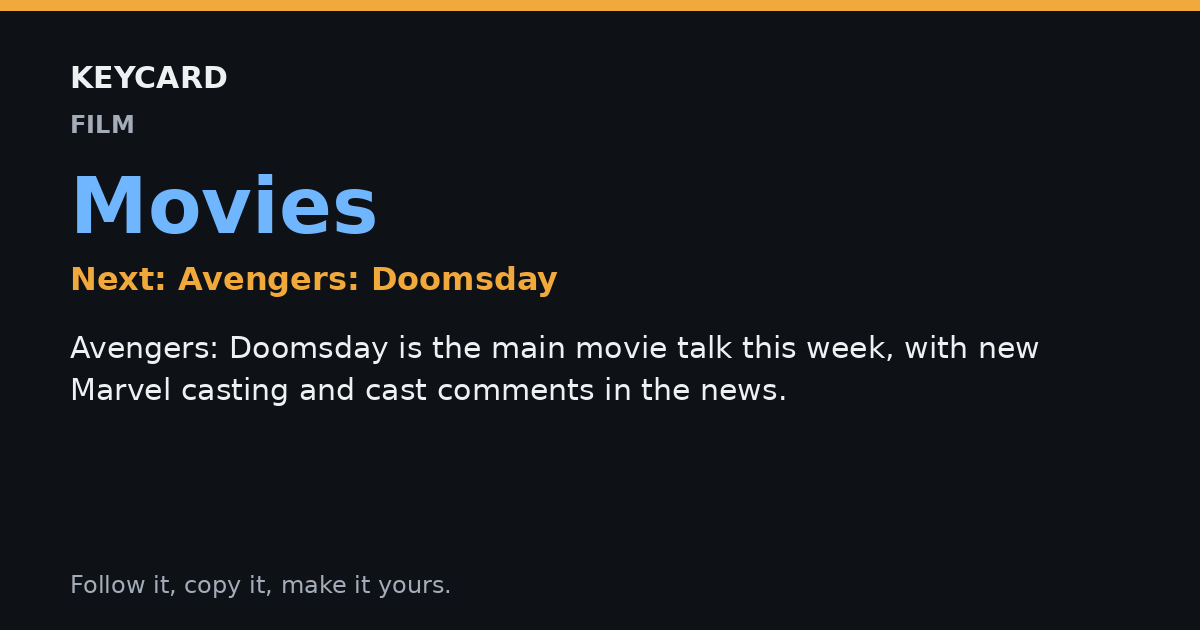 KEYCARD
FILM
Movies
Next: Avengers: Doomsday
Avengers: Doomsday is the main movie talk this week, with new
Marvel casting and cast comments in the news.
Follow it, copy it, make it yours.